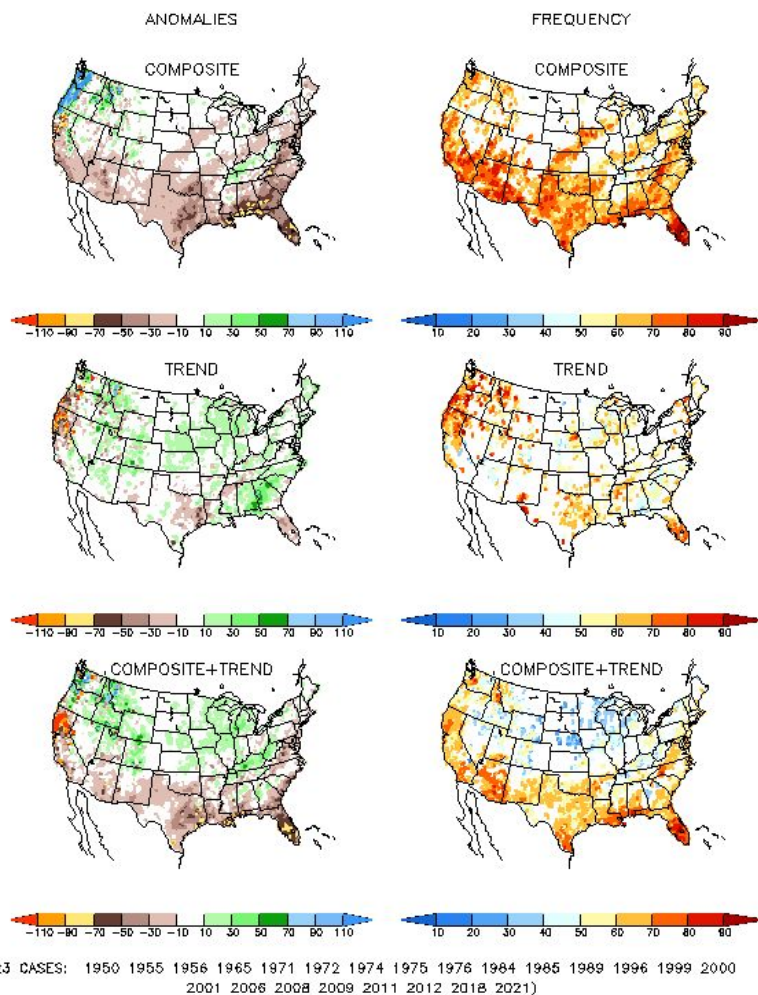 ANOMALIES FREQUENCY
COMPOSITE COMPOSITE
-110 -90 -70 -50 -30 -10 10 30 50 70 90 110 10 20 30 40 50 50 60 70 80 90
TREND TREND
-110 -90 -70 -50 -30 -10 10 30 50 70 90 110 10 20 30 40 50 50 60 70 80 90
COMPOSITE+TREND COMPOSITE+TREND
-110 -90 -70 -50 -30 -10 10 30 50 70 90 110 10 20 30 40 50 50 60 70 80 90
23 CASES: 1950 1955 1956 1965 1971 1972 1974 1975 1976 1984 1985 1989 1996 1999 2000
2001 2006 2008 2009 2011 2012 2018 2021)